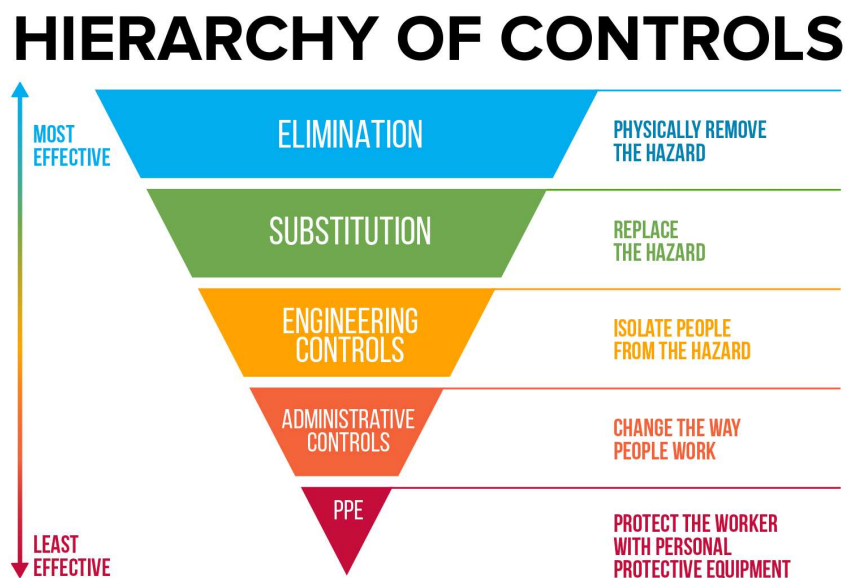 HIERARCHY OF CONTROLS
MOST
EFFECTIVE
ELIMINATION
PHYSICALLY REMOVE
THE HAZARD
SUBSTITUTION
REPLACE
THE HAZARD
ENGINEERING
CONTROLS
ISOLATE PEOPLE
FROM THE HAZARD
ADMINISTRATIVE
CONTROLS
CHANGE THE WAY
PEOPLE WORK
PPE
PROTECT THE WORKER
WITH PERSONAL
PROTECTIVE EQUIPMENT
LEAST
EFFECTIVE